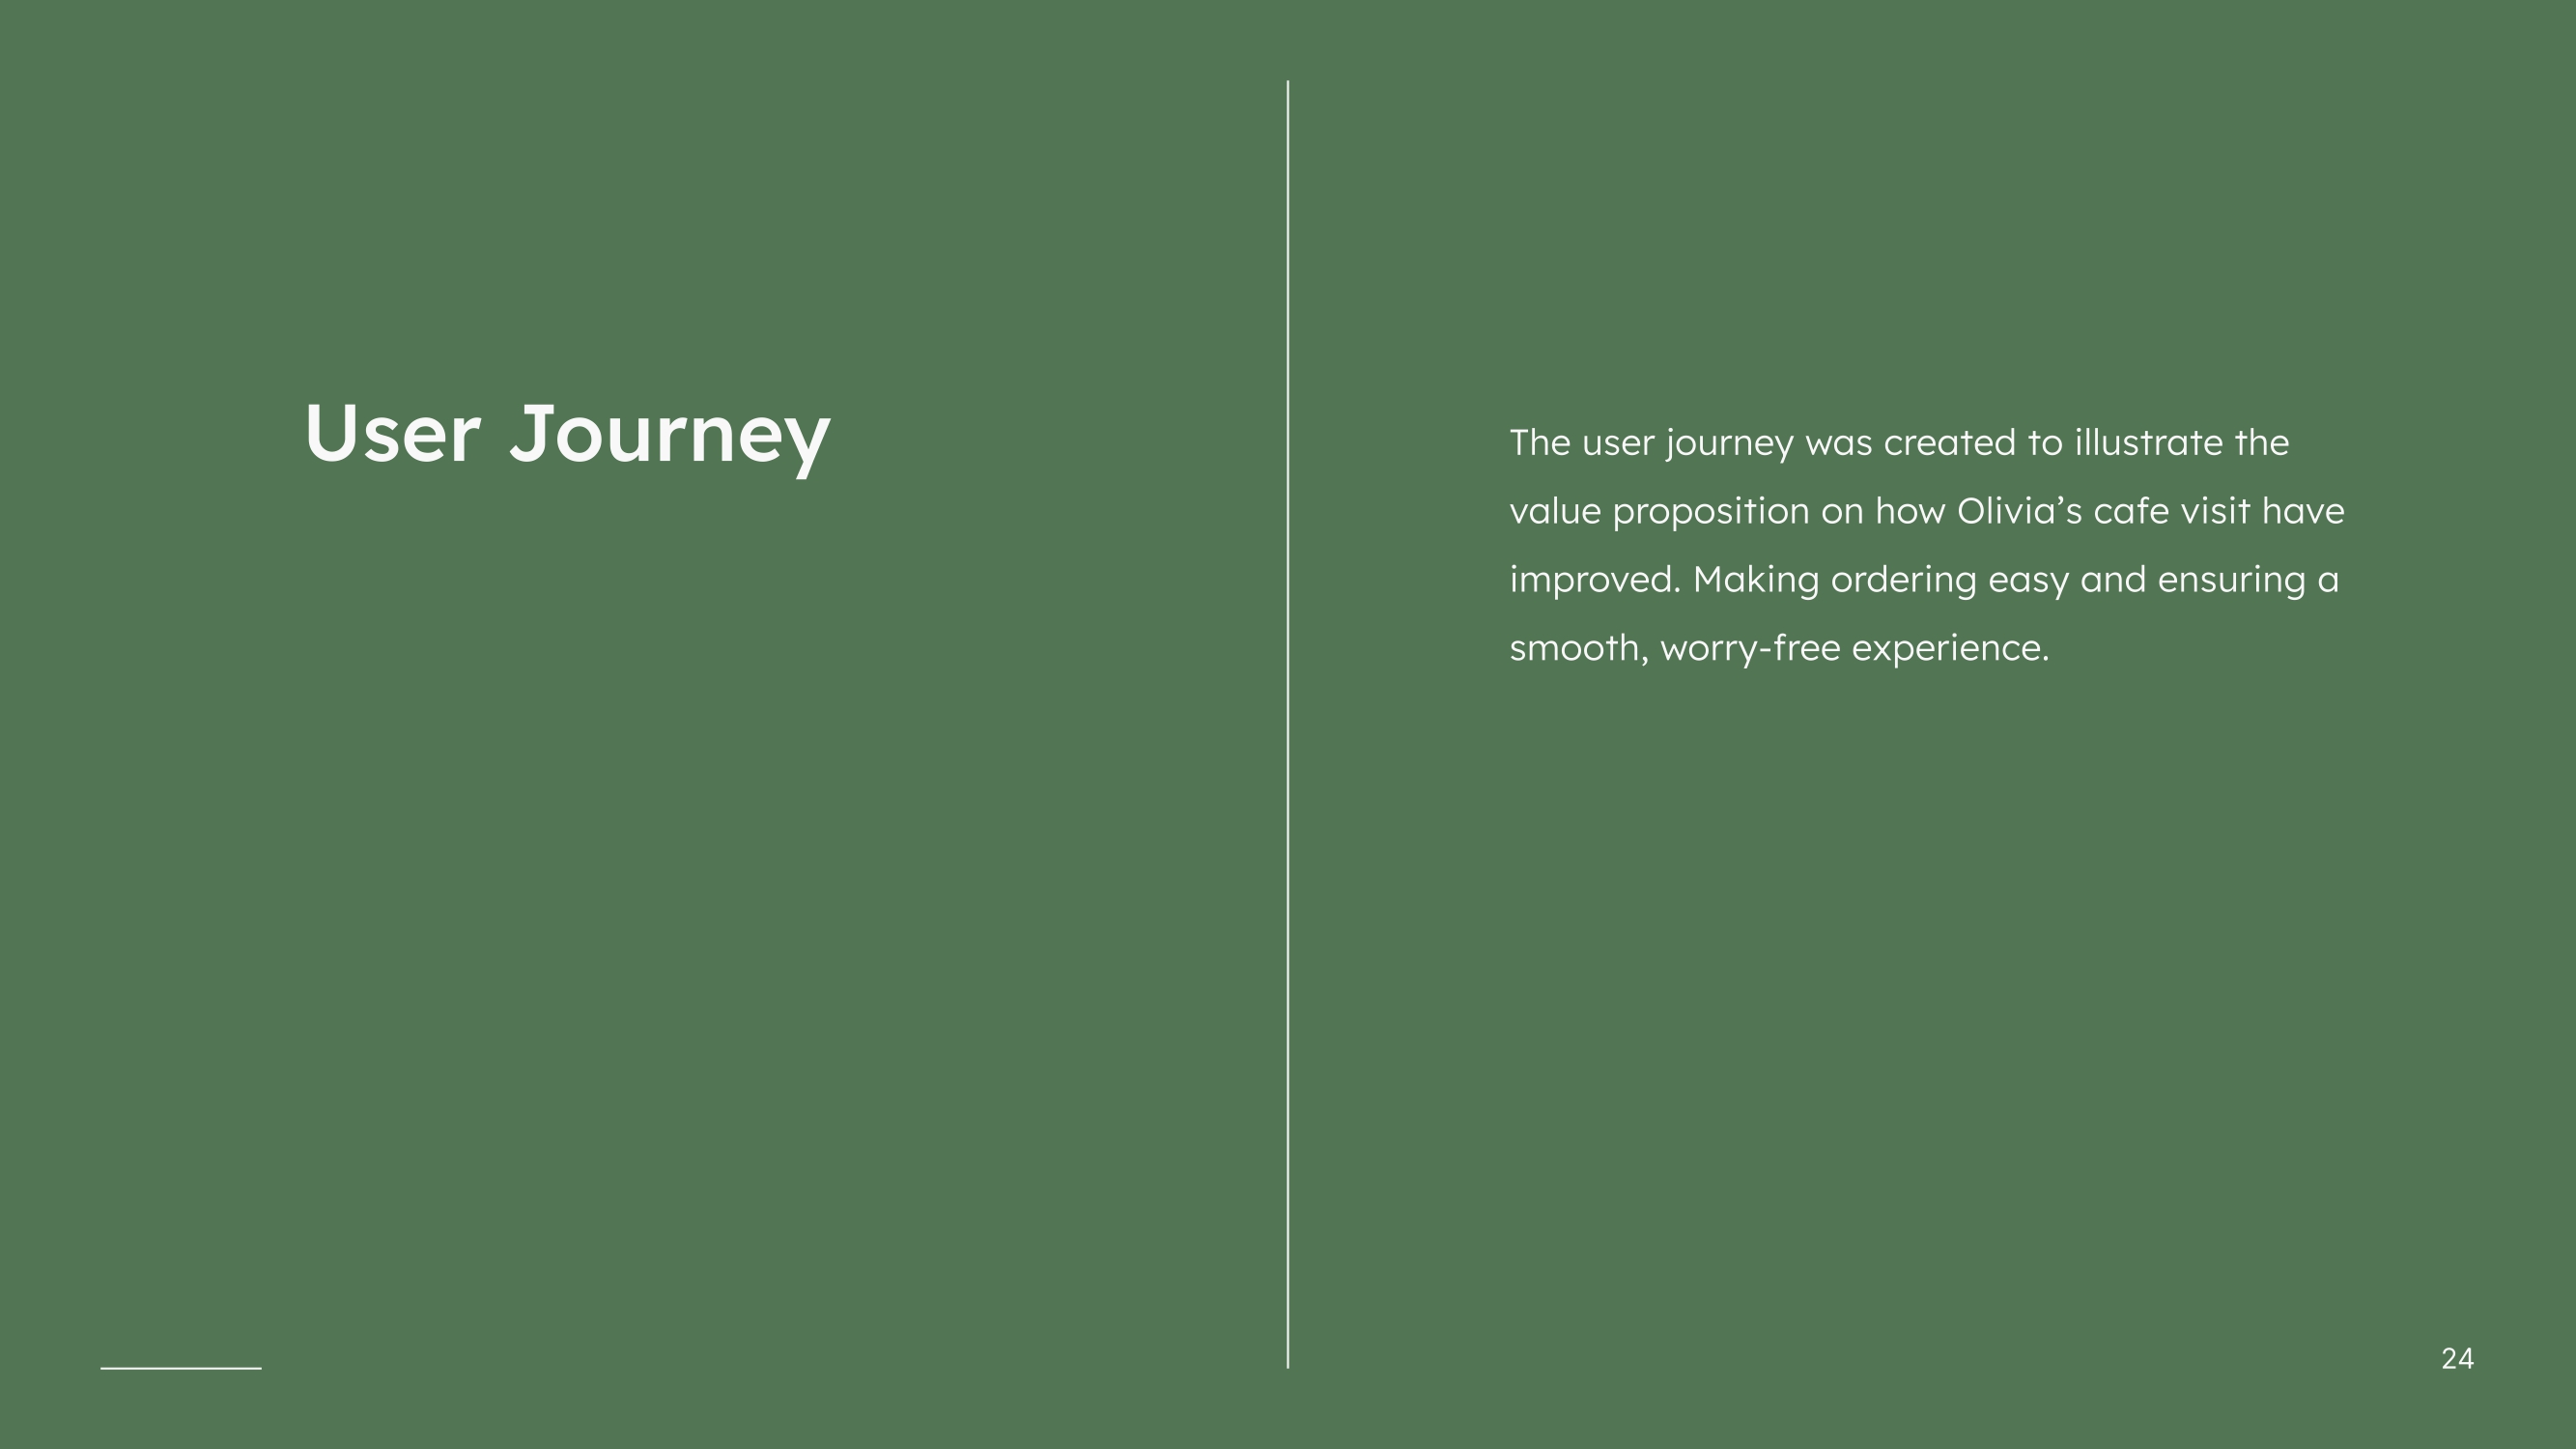 User Journey
The user journey was created to illustrate the
value proposition on how Olivia’s cafe visit have
improved. Making ordering easy and ensuring a
smooth, worry-free experience.
24